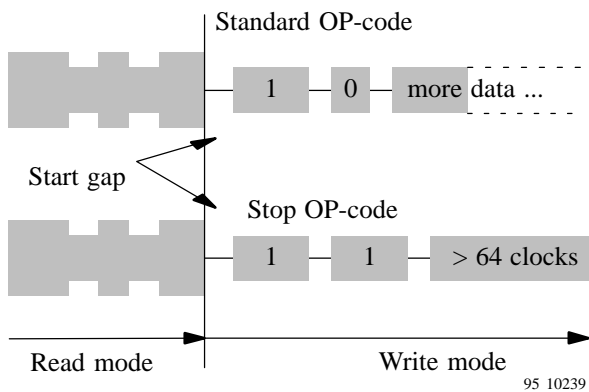 Standard OP-code
1 0 more data ...
Start gap
Stop OP-code
1 1 > 64 clocks
Read mode Write mode
95 10239